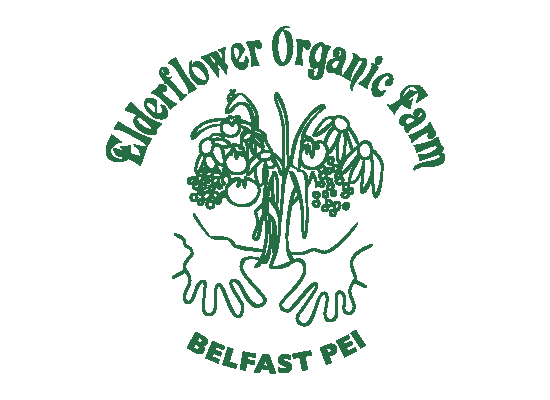 Elderflower Organic Farm
BELFAST PEI